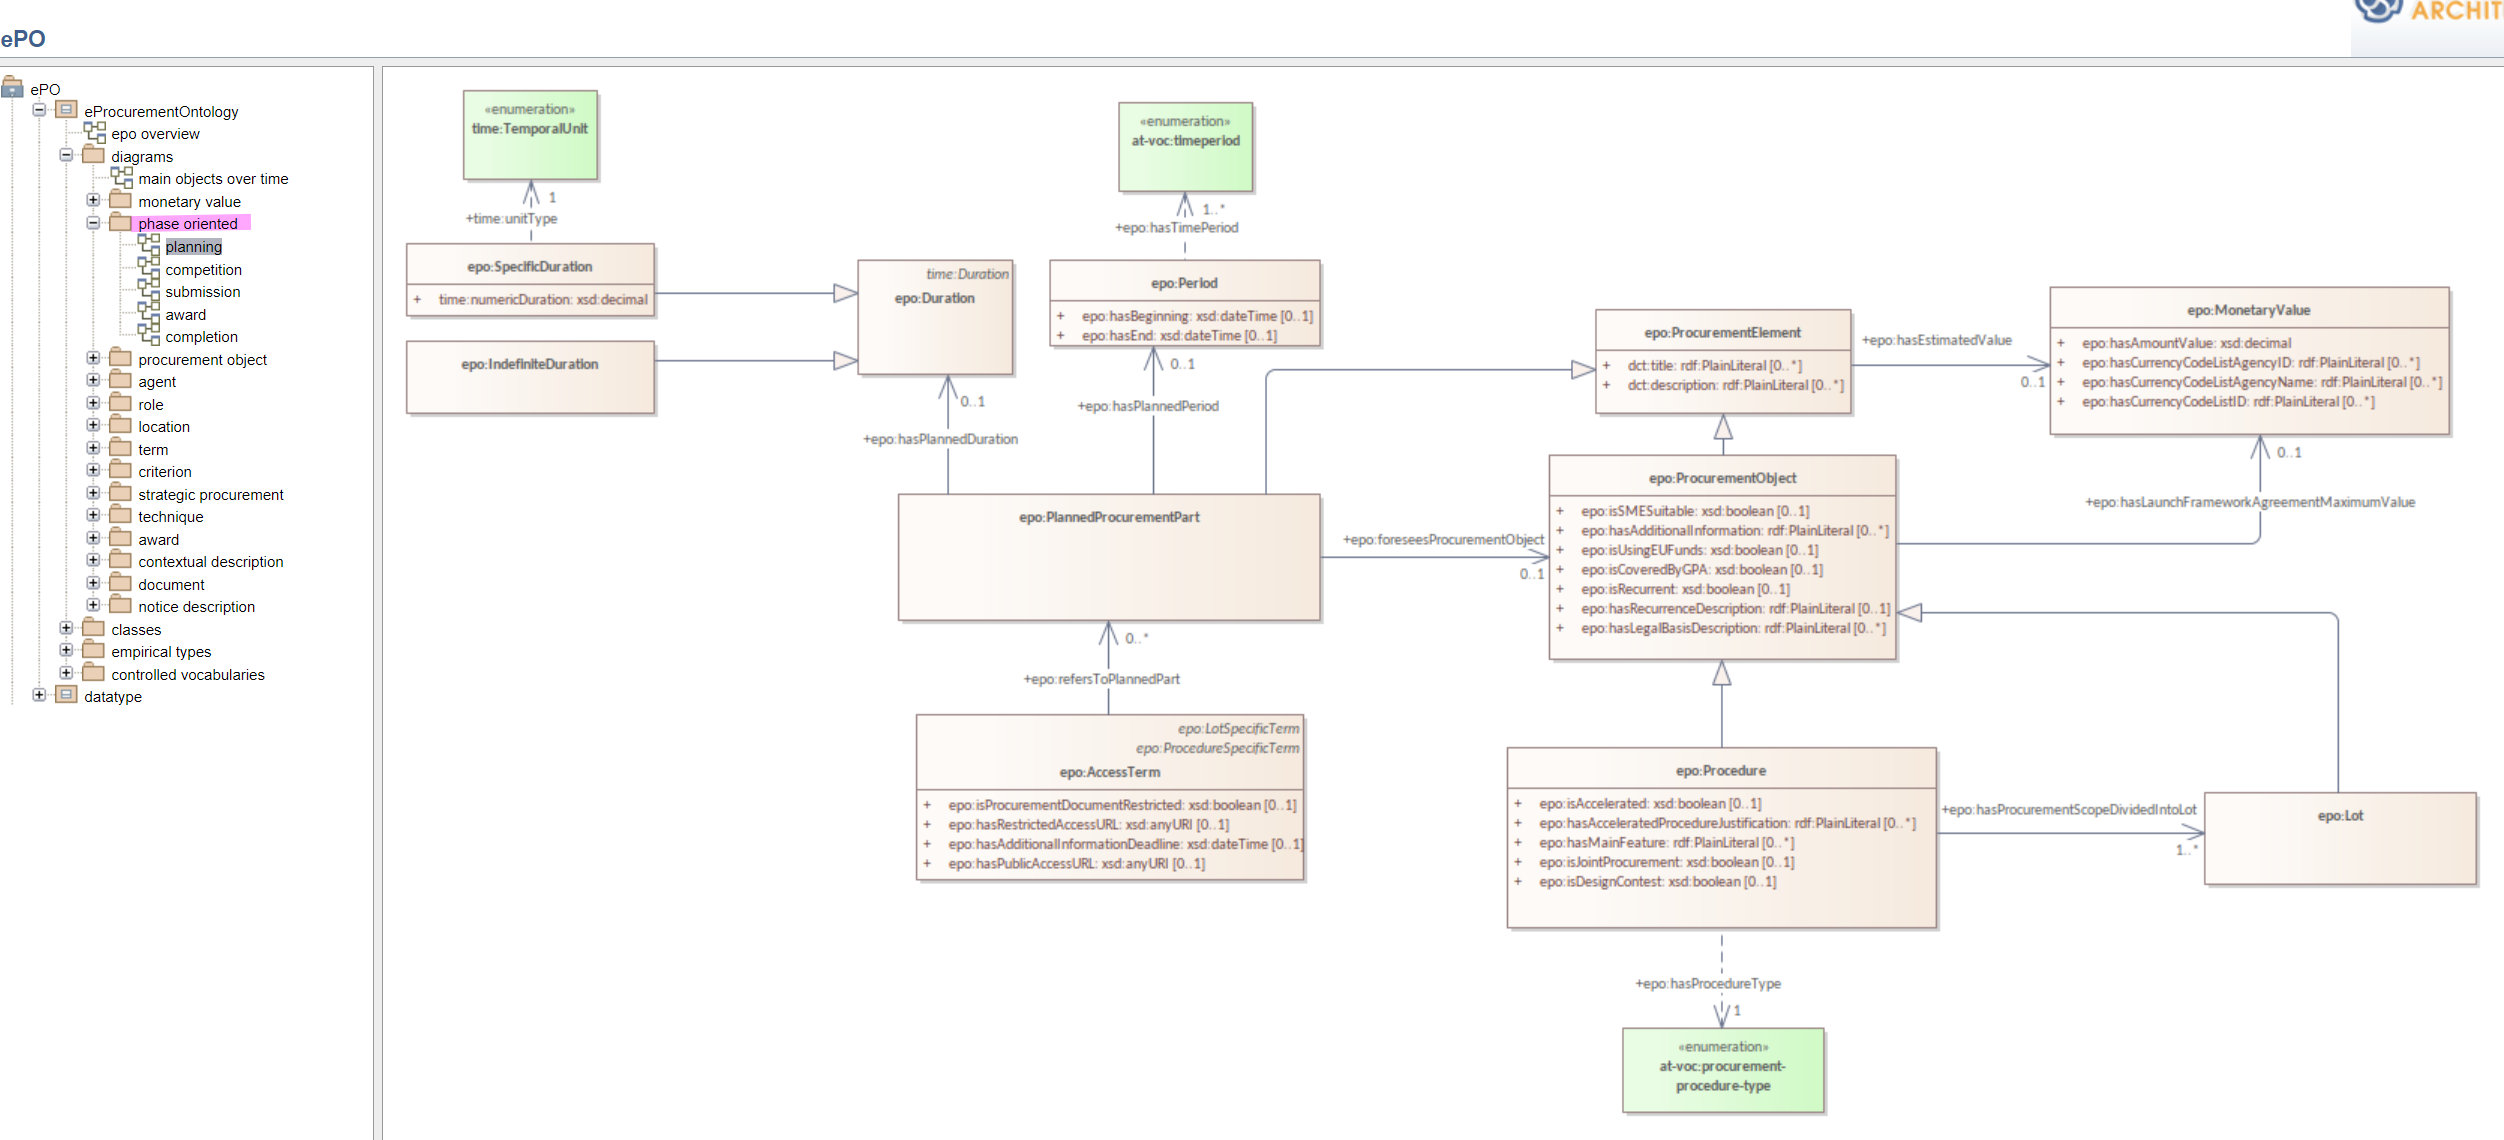 ARCHIT
ePO
ePO
eProcurementOntology
epo overview
diagrams
main objects over time
monetary value
phase oriented
planning
competition
submission
award
completion
procurement object
agent
role
location
term
criterion
strategic procurement
technique
award
contextual description
document
notice description
classes
empirical types
controlled vocabularies
datatype
«enumeration»
time:TemporalUnit
1
+time:unitType
epo:SpecificDuration
+ time:numericDuration: xsd:decimal
epo:IndefiniteDuration
time:Duration
epo:Duration
0..1
+epo:hasPlannedDuration
«enumeration»
at-voc:timeperiod
1..*
+epo:hasTimePeriod
epo:Period
+ epo:hasBeginning: xsd:dateTime [0..1]
+ epo:hasEnd: xsd:dateTime [0..1]
0..1
+epo:hasPlannedPeriod
epo:PlannedProcurementPart
+epo:foreseesProcurementObject
0..1
0..*
+epo:refersToPlannedPart
epo:LotSpecificTerm
epo:ProcedureSpecificTerm
epo:AccessTerm
+ epo:isProcurementDocumentRestricted: xsd:boolean [0..1]
+ epo:hasRestrictedAccessURL: xsd:anyURI [0..1]
+ epo:hasAdditionalInformationDeadline: xsd:dateTime [0..1]
+ epo:hasPublicAccessURL: xsd:anyURI [0..1]
epo:ProcurementElement
+ dct:title: rdf:PlainLiteral [0..*]
+ dct:description: rdf:PlainLiteral [0..*]
+epo:hasEstimatedValue
0..1
epo:MonetaryValue
+ epo:hasAmountValue: xsd:decimal
+ epo:hasCurrencyCodeListAgencyID: rdf:PlainLiteral [0..*]
+ epo:hasCurrencyCodeListAgencyName: rdf:PlainLiteral [0..*]
+ epo:hasCurrencyCodeListID: rdf:PlainLiteral [0..*]
0..1
+epo:hasLaunchFrameworkAgreementMaximumValue
epo:ProcurementObject
+ epo:isSMESuitable: xsd:boolean [0..1]
+ epo:hasAdditionalInformation: rdf:PlainLiteral [0..*]
+ epo:isUsingEUFunds: xsd:boolean [0..1]
+ epo:isCoveredByGPA: xsd:boolean [0..1]
+ epo:isRecurrent: xsd:boolean [0..1]
+ epo:hasRecurrenceDescription: rdf:PlainLiteral [0..1]
+ epo:hasLegalBasisDescription: rdf:PlainLiteral [0..*]
epo:Procedure
+ epo:isAccelerated: xsd:boolean [0..1]
+ epo:hasAcceleratedProcedureJustification: rdf:PlainLiteral [0..*]
+ epo:hasMainFeature: rdf:PlainLiteral [0..*]
+ epo:isJointProcurement: xsd:boolean [0..1]
+ epo:isDesignContest: xsd:boolean [0..1]
+epo:hasProcurementScopeDividedIntoLot
1..*
epo:Lot
+epo:hasProcedureType
1
«enumeration»
at-voc:procurement-
procedure-type